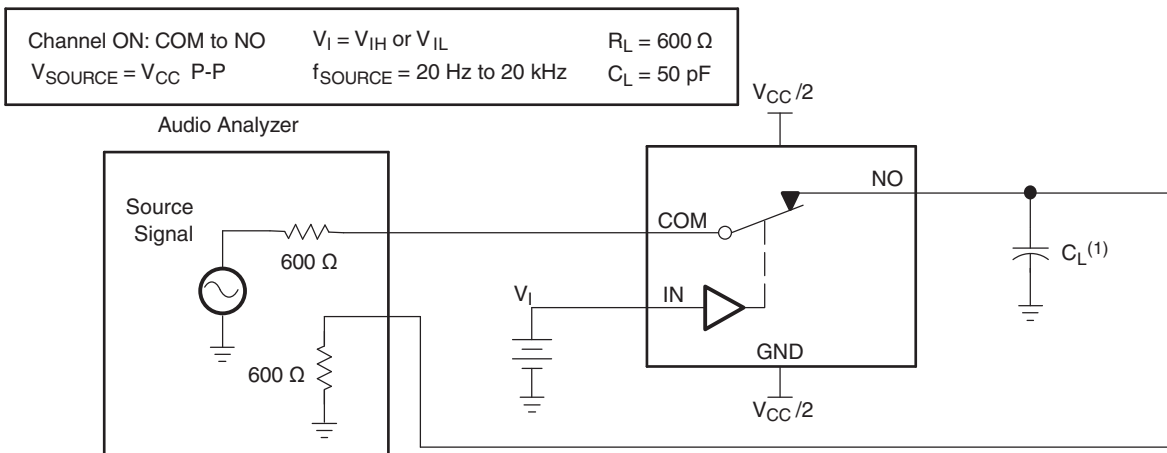 Channel ON: COM to NO V_I = V_IH or V_IL R_L = 600 Ω
V_SOURCE = V_CC P-P f_SOURCE = 20 Hz to 20 kHz C_L = 50 pF
Audio Analyzer
V_CC/2
Source
Signal
600 Ω
COM
NO
C_L(1)
V_I
IN
600 Ω
GND
V_CC/2